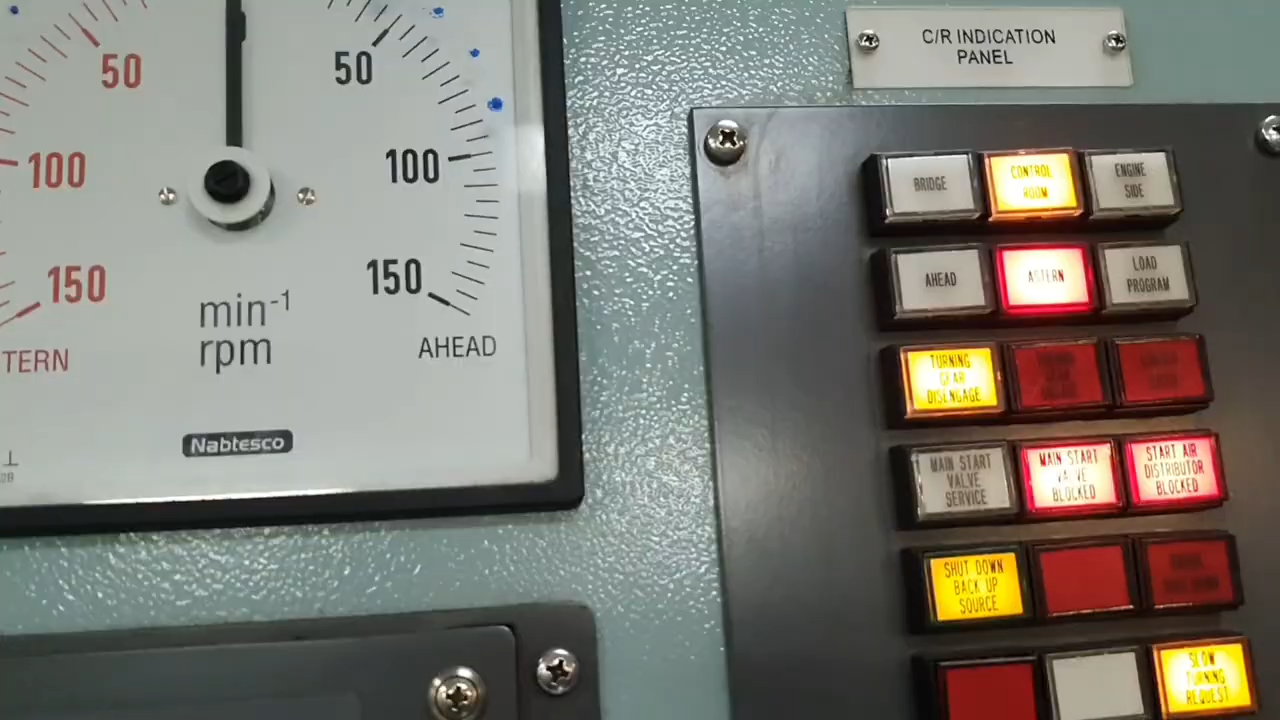 50
50
100
100
150
150
min⁻¹
rpm
TERN
AHEAD
Nabtesco
C/R INDICATION
PANEL
BRIDGE
CONTROL
ROOM
ENGINE
SIDE
AHEAD
ASTERN
LOAD
PROGRAM
TURNING
GEAR
DISENGAGE
MAIN START
VALVE
SERVICE
MAIN START
VALVE
BLOCKED
START AIR
DISTRIBUTOR
BLOCKED
SHUT DOWN
BACK UP
SOURCE
SLOW
TURNING
REQUEST